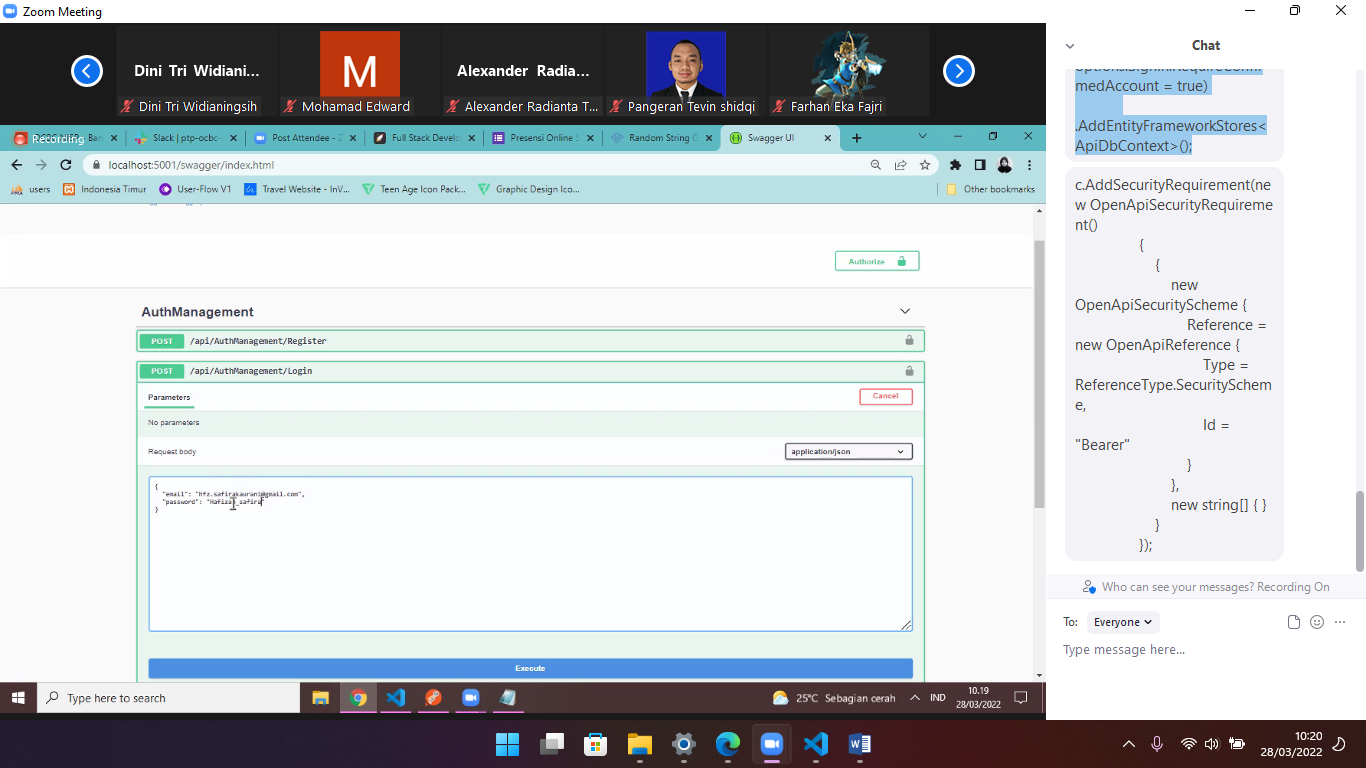 Zoom Meeting
Dini Tri Widiani...
M
Alexander Radia...
Dini Tri Widianingsih
Mohamad Edward
Alexander Radianta T...
Pangeran Tevin shidqi
Farhan Eka Fajri
Recording
Slack | ptp-ocbc-
Post Attendee - Z
Full Stack Develo
Presensi Online S
Random String G
Swagger UI
localhost:5001/swagger/index.html
users
Indonesia Timur
User-Flow V1
Travel Website - InV...
Teen Age Icon Pack...
Graphic Design Ico...
Other bookmarks
Authorize
AuthManagement
POST /api/AuthManagement/Register
POST /api/AuthManagement/Login
Parameters
Cancel
No parameters
Request body
application/json
{
"email": "hfz.safirakaurani@gmail.com",
"password": "Hafizah_safira"
}
Execute
Type here to search
25°C Sebagian cerah
IND
10.19
28/03/2022
Chat
medAccount = true)
.AddEntityFrameworkStores<
ApiDbContext>();
c.AddSecurityRequirement(ne
w OpenApiSecurityRequireme
nt()
{
{
new
OpenApiSecurityScheme {
Reference =
new OpenApiReference {
Type =
ReferenceType.SecuritySchem
e,
Id =
"Bearer"
}
},
new string[] { }
}
});
Who can see your messages? Recording On
To: Everyone
Type message here...
10:20
28/03/2022